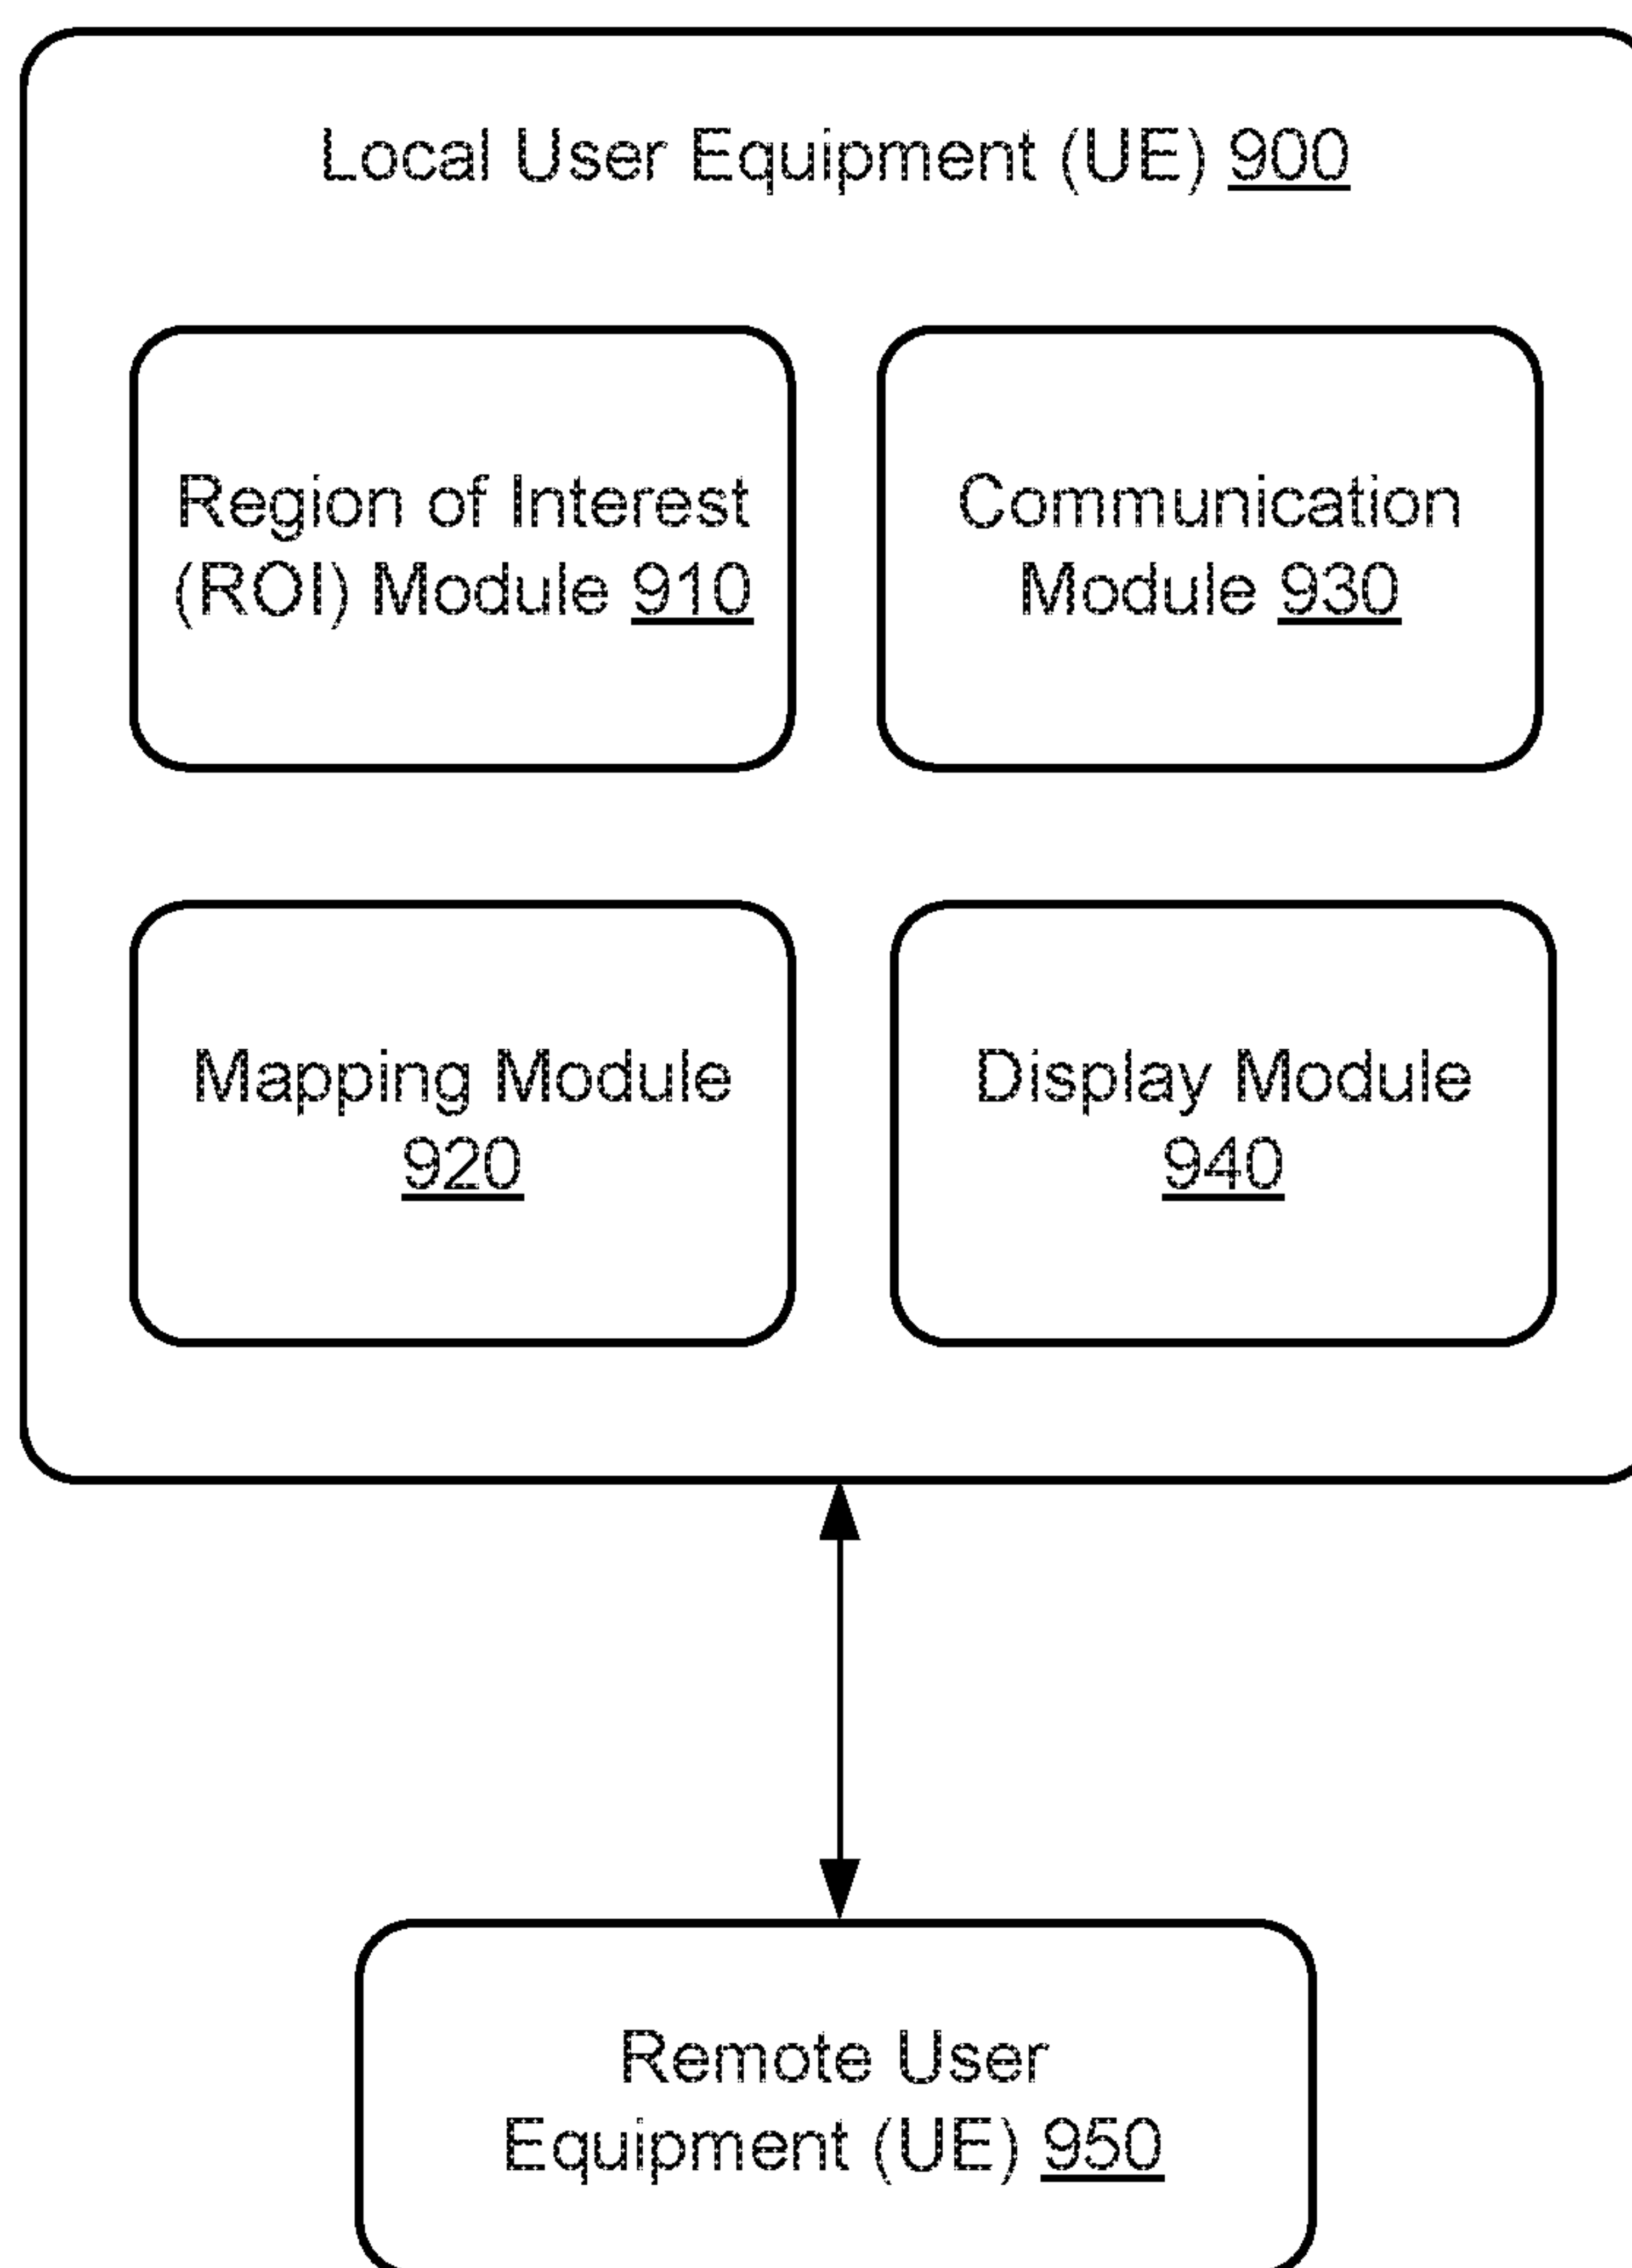 Local User Equipment (UE) 900
Region of Interest
(ROI) Module 910
Communication
Module 930
Mapping Module
920
Display Module
940
Remote User
Equipment (UE) 950